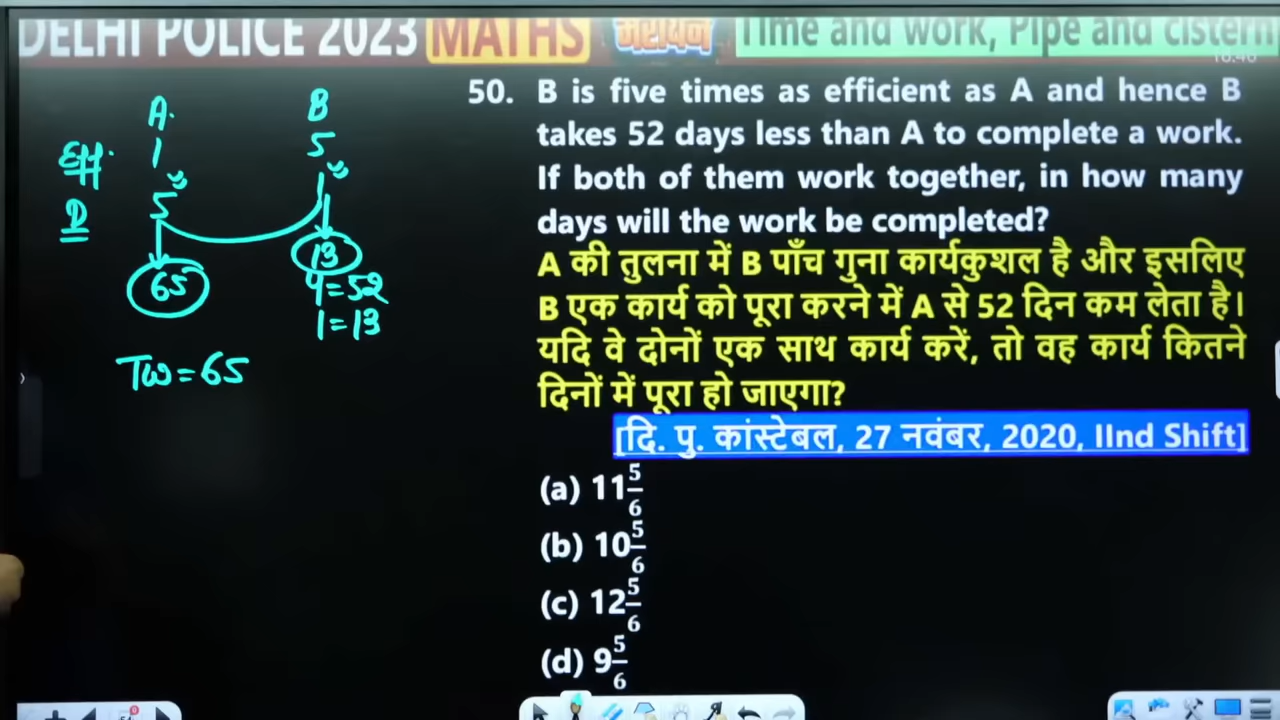 DELHI POLICE 2023 MATHS मैराथन Time and work, Pipe and cistern
50. B is five times as efficient as A and hence B
takes 52 days less than A to complete a work.
If both of them work together, in how many
days will the work be completed?
A की तुलना में B पाँच गुना कार्यकुशल है और इसलिए
B एक कार्य को पूरा करने में A से 52 दिन कम लेता है।
यदि वे दोनों एक साथ कार्य करें, तो वह कार्य कितने
दिनों में पूरा हो जाएगा?
[दि. पु. कांस्टेबल, 27 नवंबर, 2020, IInd Shift]
(a) 11 5/6
(b) 10 5/6
(c) 12 5/6
(d) 9 5/6
A. B
Eff. 1 5
D 5 1
65 13
4=52
1=13
TW=65